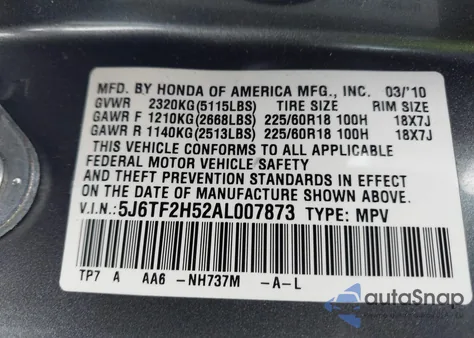 MFD. BY HONDA OF AMERICA MFG., INC. 03/'10
GVWR 2320KG(5115LBS) TIRE SIZE RIM SIZE
GAWR F 1210KG(2668LBS) 225/60R18 100H 18X7J
GAWR R 1140KG(2513LBS) 225/60R18 100H 18X7J
THIS VEHICLE CONFORMS TO ALL APPLICABLE
FEDERAL MOTOR VEHICLE SAFETY
AND THEFT PREVENTION STANDARDS IN EFFECT
ON THE DATE OF MANUFACTURE SHOWN ABOVE.
V.I.N.:5J6TF2H52AL007873 TYPE: MPV
TP7 A AA6 -NH737M -A-L
autoSnap